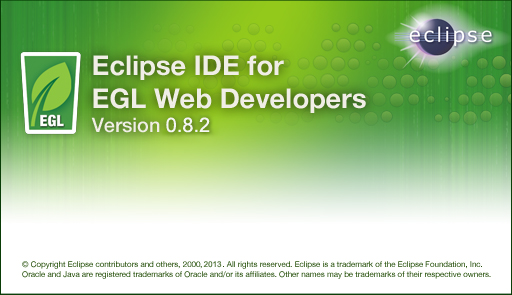 eclipse
Eclipse IDE for
EGL Web Developers
Version 0.8.2
EGL
© Copyright Eclipse contributors and others, 2000, 2013. All rights reserved. Eclipse is a trademark of the Eclipse Foundation, Inc.
Oracle and Java are registered trademarks of Oracle and/or its affiliates. Other names may be trademarks of their respective owners.